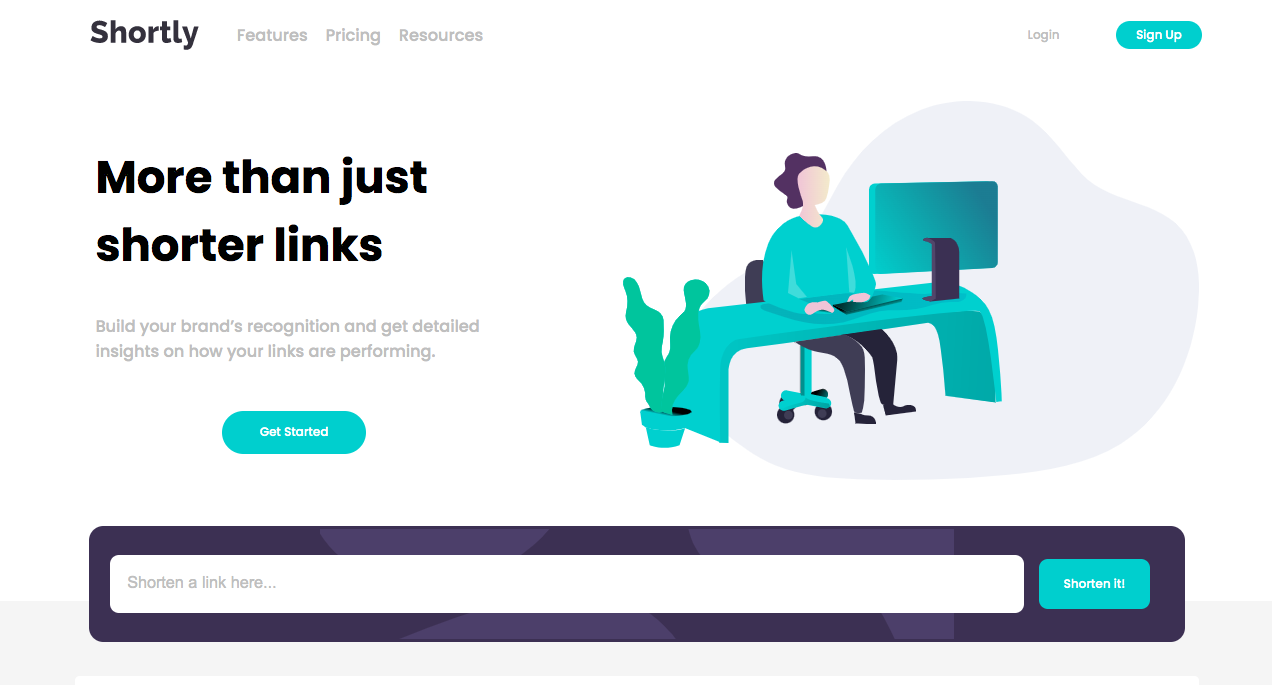 Shortly Features Pricing Resources Login Sign Up
More than just
shorter links
Build your brand’s recognition and get detailed
insights on how your links are performing.
Get Started
Shorten a link here...
Shorten it!